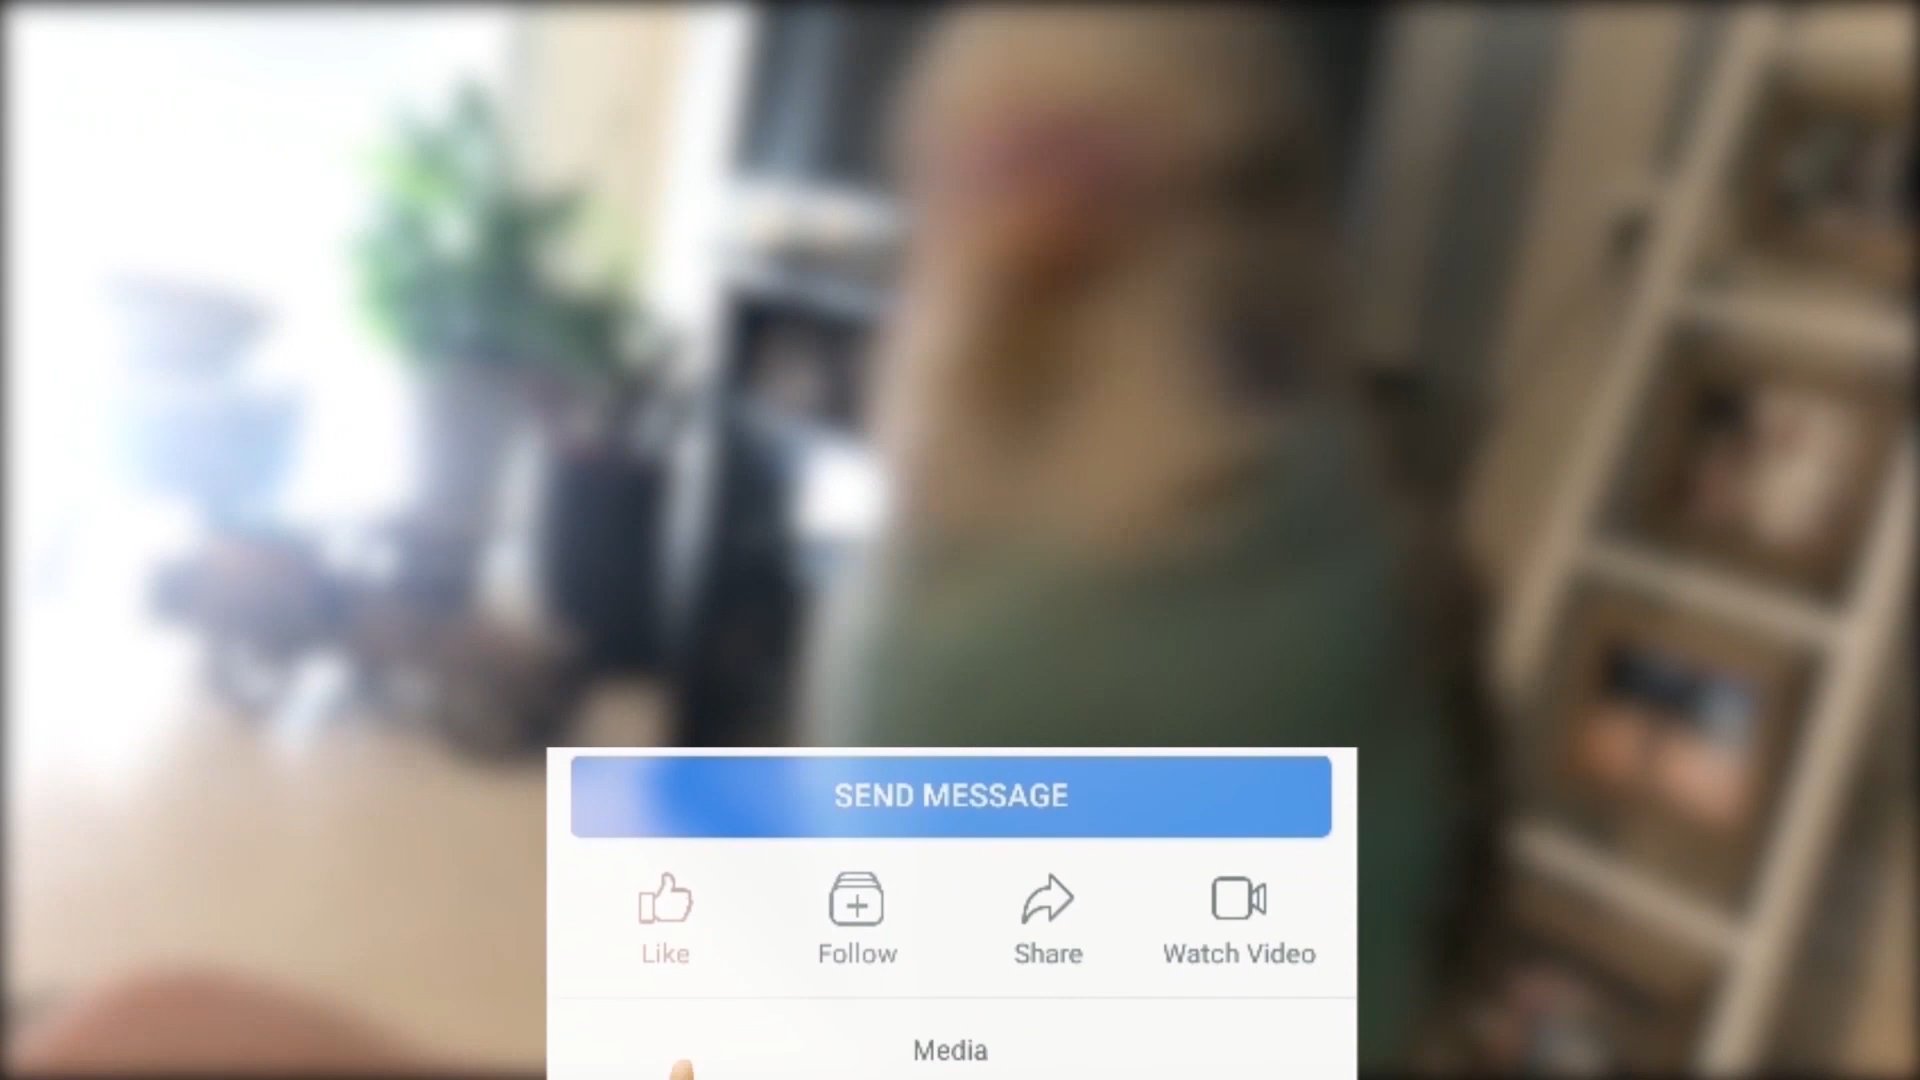 SEND MESSAGE
Like
Follow
Share
Watch Video
Media